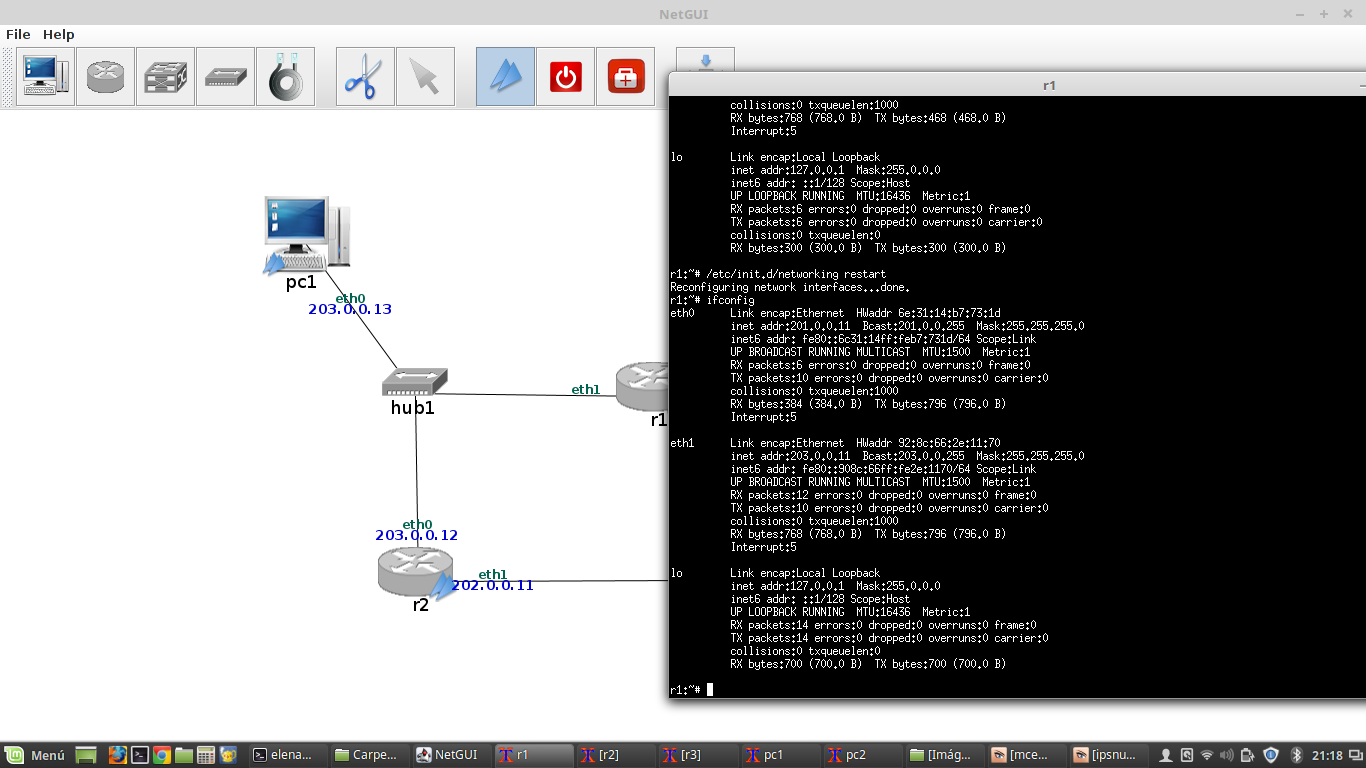 NetGUI
File Help
r1
pc1
eth0
203.0.0.13
hub1
eth1
r1
eth0
203.0.0.12
eth1
202.0.0.11
r2
collisions:0 txqueuelen:1000
RX bytes:768 (768.0 B)  TX bytes:468 (468.0 B)
Interrupt:5
lo        Link encap:Local Loopback
inet addr:127.0.0.1  Mask:255.0.0.0
inet6 addr: ::1/128 Scope:Host
UP LOOPBACK RUNNING  MTU:16436  Metric:1
RX packets:6 errors:0 dropped:0 overruns:0 frame:0
TX packets:6 errors:0 dropped:0 overruns:0 carrier:0
collisions:0 txqueuelen:0
RX bytes:300 (300.0 B)  TX bytes:300 (300.0 B)
r1:~# /etc/init.d/networking restart
Reconfiguring network interfaces...done.
r1:~# ifconfig
eth0      Link encap:Ethernet  HWaddr 6e:31:14:b7:73:1d
inet addr:201.0.0.11  Bcast:201.0.0.255  Mask:255.255.255.0
inet6 addr: fe80::6c31:14ff:feb7:731d/64 Scope:Link
UP BROADCAST RUNNING MULTICAST  MTU:1500  Metric:1
RX packets:6 errors:0 dropped:0 overruns:0 frame:0
TX packets:10 errors:0 dropped:0 overruns:0 carrier:0
collisions:0 txqueuelen:1000
RX bytes:384 (384.0 B)  TX bytes:796 (796.0 B)
Interrupt:5
eth1      Link encap:Ethernet  HWaddr 92:8c:66:2e:11:70
inet addr:203.0.0.11  Bcast:203.0.0.255  Mask:255.255.255.0
inet6 addr: fe80::908c:66ff:fe2e:1170/64 Scope:Link
UP BROADCAST RUNNING MULTICAST  MTU:1500  Metric:1
RX packets:12 errors:0 dropped:0 overruns:0 frame:0
TX packets:10 errors:0 dropped:0 overruns:0 carrier:0
collisions:0 txqueuelen:1000
RX bytes:768 (768.0 B)  TX bytes:796 (796.0 B)
Interrupt:5
lo        Link encap:Local Loopback
inet addr:127.0.0.1  Mask:255.0.0.0
inet6 addr: ::1/128 Scope:Host
UP LOOPBACK RUNNING  MTU:16436  Metric:1
RX packets:14 errors:0 dropped:0 overruns:0 frame:0
TX packets:14 errors:0 dropped:0 overruns:0 carrier:0
collisions:0 txqueuelen:0
RX bytes:700 (700.0 B)  TX bytes:700 (700.0 B)
r1:~#
Menú elena... Carpe... NetGUI r1 [r2] [r3] pc1 pc2 [Imág... [mce... [ipsnu... 21:18